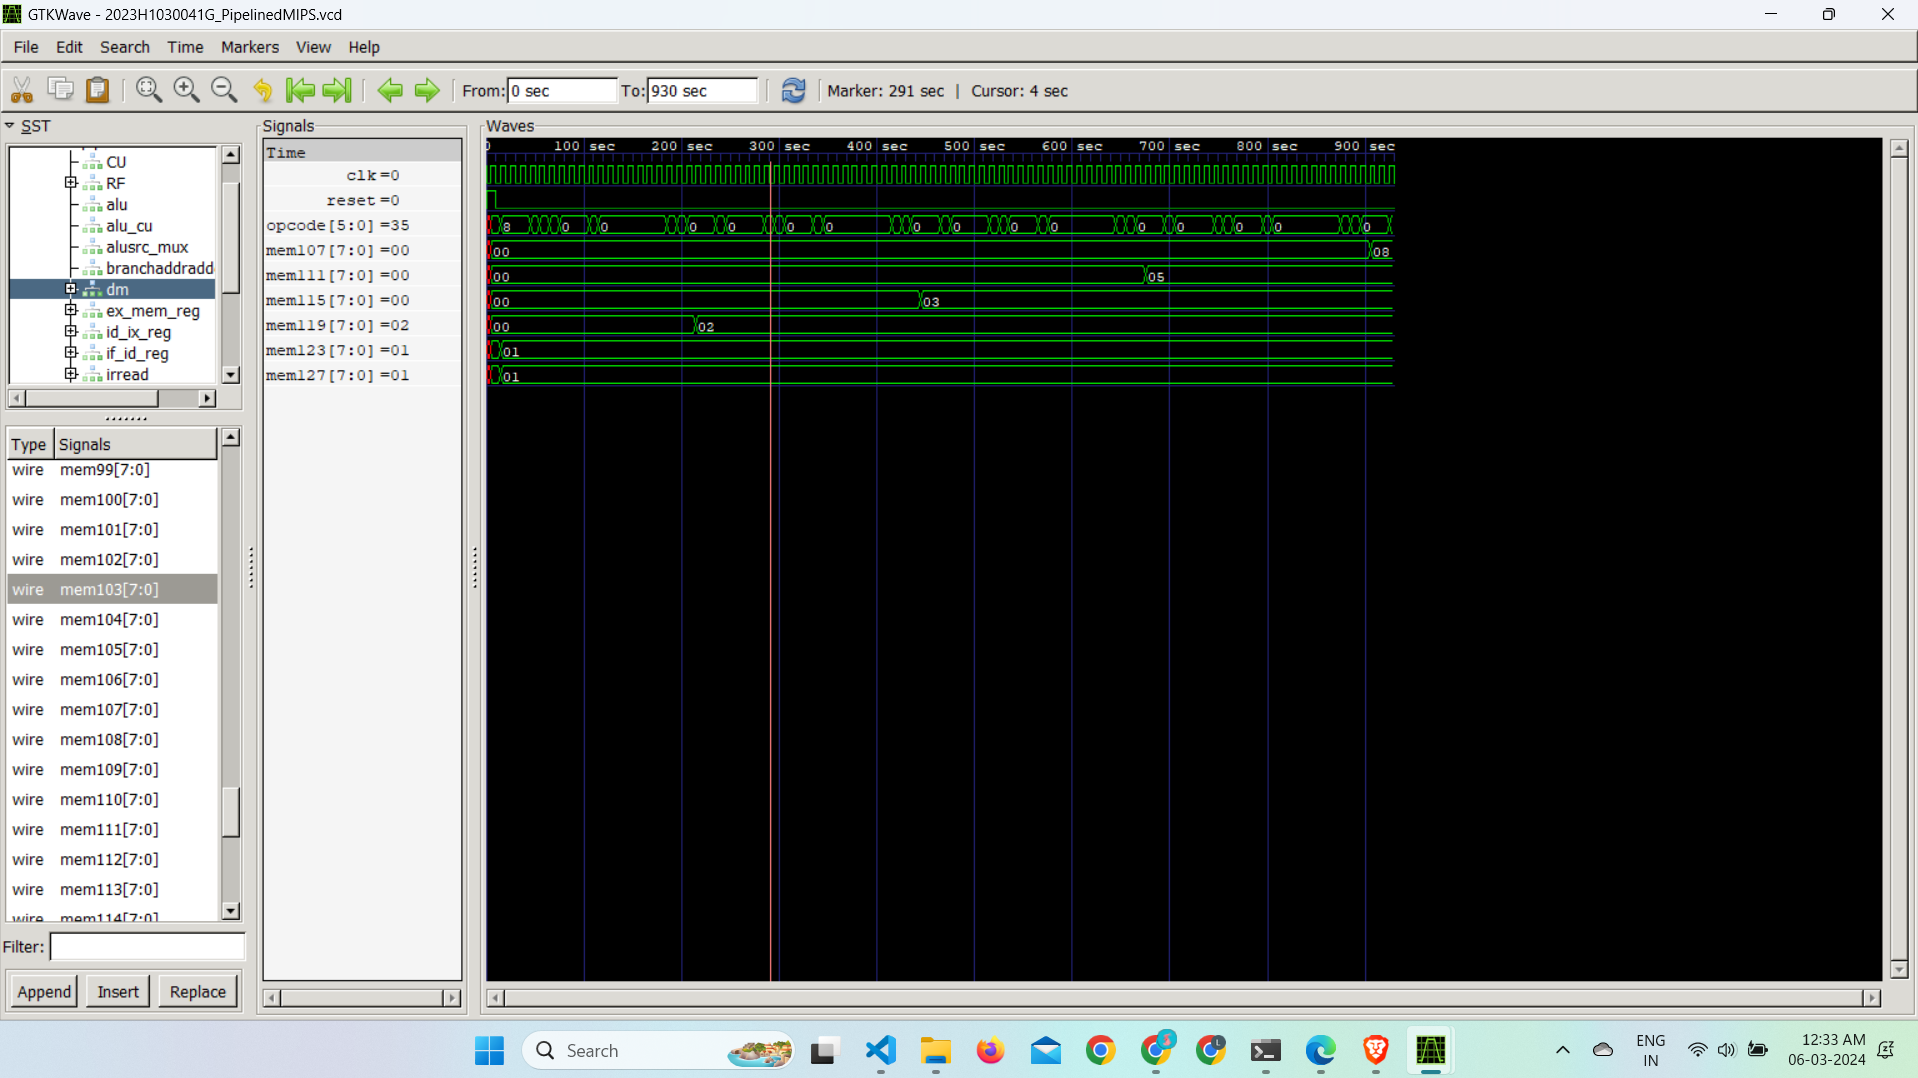 GTKWave - 2023H1030041G_PipelinedMIPS.vcd
File Edit Search Time Markers View Help
From: 0 sec To: 930 sec Marker: 291 sec | Cursor: 4 sec
SST
CU
RF
alu
alu_cu
alusrc_mux
branchaddradd
dm
ex_mem_reg
id_ix_reg
if_id_reg
irread
Type Signals
wire mem99[7:0]
wire mem100[7:0]
wire mem101[7:0]
wire mem102[7:0]
wire mem103[7:0]
wire mem104[7:0]
wire mem105[7:0]
wire mem106[7:0]
wire mem107[7:0]
wire mem108[7:0]
wire mem109[7:0]
wire mem110[7:0]
wire mem111[7:0]
wire mem112[7:0]
wire mem113[7:0]
wire mem114[7:0]
Filter:
Append Insert Replace
Signals
Time
clk=0
reset=0
opcode[5:0]=35
mem107[7:0]=00
mem111[7:0]=00
mem115[7:0]=00
mem119[7:0]=02
mem123[7:0]=01
mem127[7:0]=01
Waves
0 100 sec 200 sec 300 sec 400 sec 500 sec 600 sec 700 sec 800 sec 900 sec
8 0 0 0 0 0 0 0 0 0 0 0 0 0 0 0
00 08
00 05
00 03
00 02
01
01
Search
ENG
IN
12:33 AM
06-03-2024